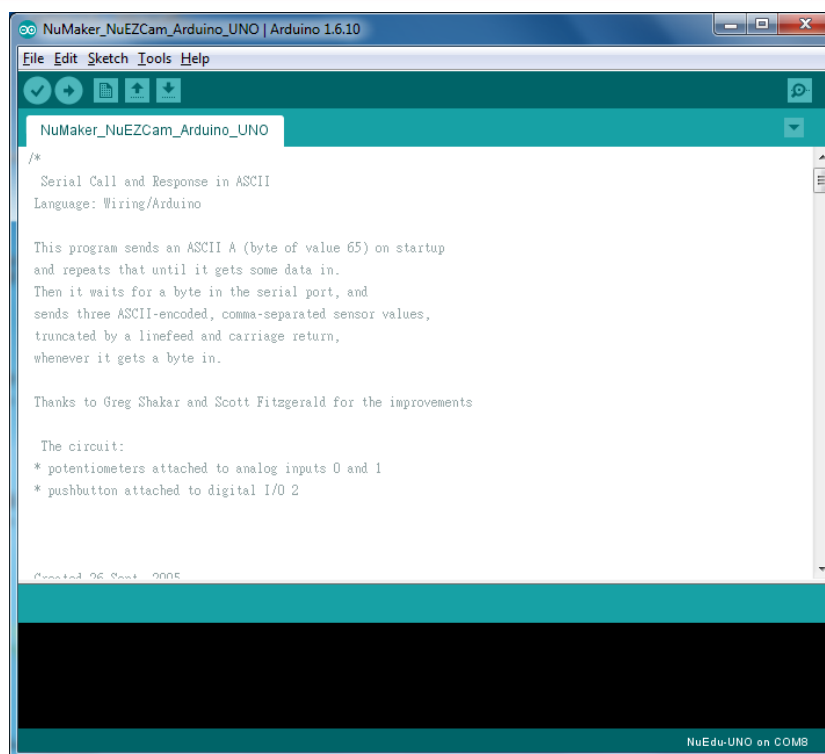 NuMaker_NuEZCam_Arduino_UNO | Arduino 1.6.10
File Edit Sketch Tools Help
NuMaker_NuEZCam_Arduino_UNO
/*
Serial Call and Response in ASCII
Language: Wiring/Arduino
This program sends an ASCII A (byte of value 65) on startup
and repeats that until it gets some data in.
Then it waits for a byte in the serial port, and
sends three ASCII-encoded, comma-separated sensor values,
truncated by a linefeed and carriage return,
whenever it gets a byte in.
Thanks to Greg Shakar and Scott Fitzgerald for the improvements
The circuit:
* potentiometers attached to analog inputs 0 and 1
* pushbutton attached to digital I/O 2
Created 26 Sept. 2005
NuEdu-UNO on COM8